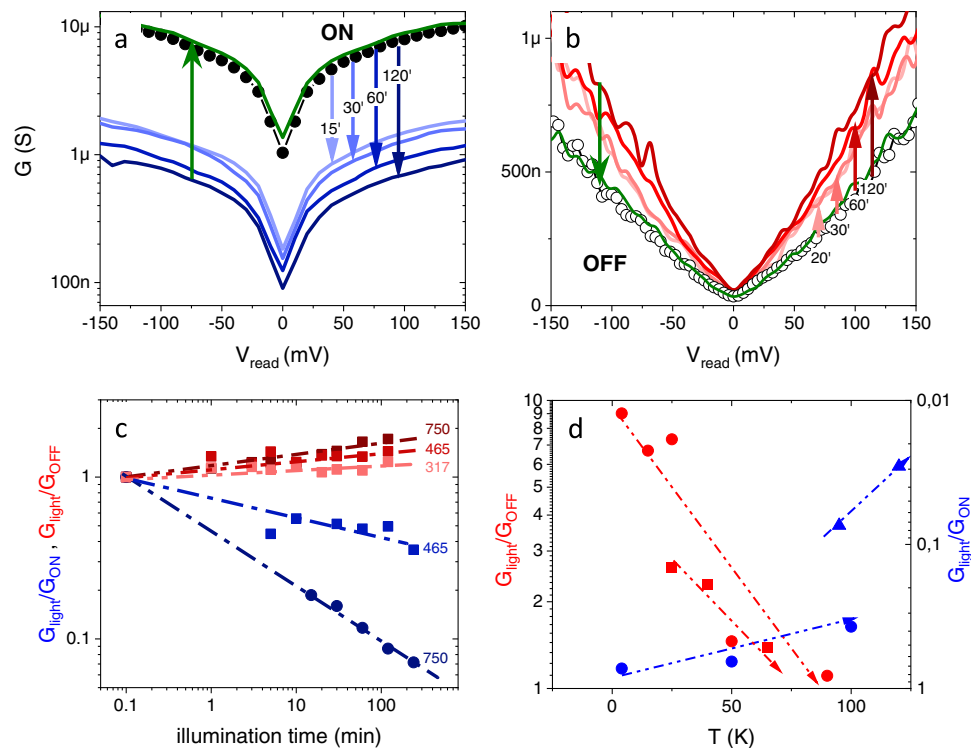 a
ON
10µ
1µ
100n
G (S)
15'
30'
60'
120'
-150 -100 -50 0 50 100 150
V_read (mV)
b
OFF
1µ
500n
0
20'
30'
60'
120'
-150 -100 -50 0 50 100 150
V_read (mV)
c
750
465
317
465
750
1
0.1
G_light/G_ON , G_light/G_OFF
0.1 1 10 100
illumination time (min)
d
10
9
8
7
6
5
4
3
2
1
G_light/G_OFF
0,01
0,1
1
G_light/G_ON
0 25 50 75 100
T (K)